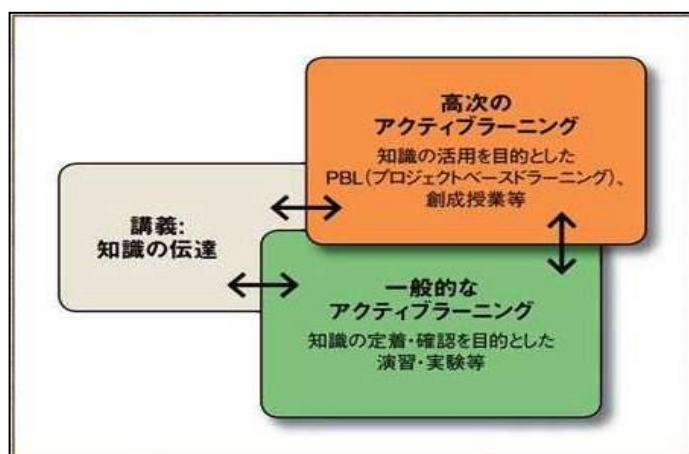 高次の
アクティブラーニング
知識の活用を目的とした
PBL(プロジェクトベースドラーニング)、
創成授業等
講義:
知識の伝達
一般的な
アクティブラーニング
知識の定着・確認を目的とした
演習・実験等